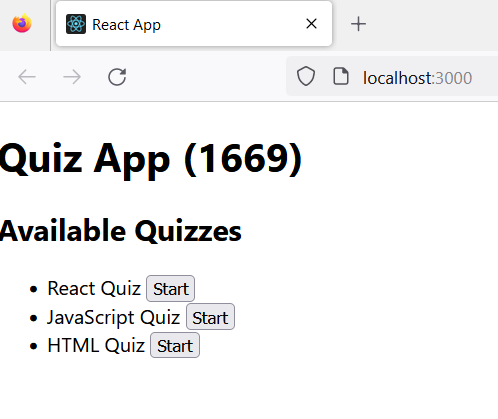 React App
localhost:3000
Quiz App (1669)
Available Quizzes
React Quiz Start
JavaScript Quiz Start
HTML Quiz Start